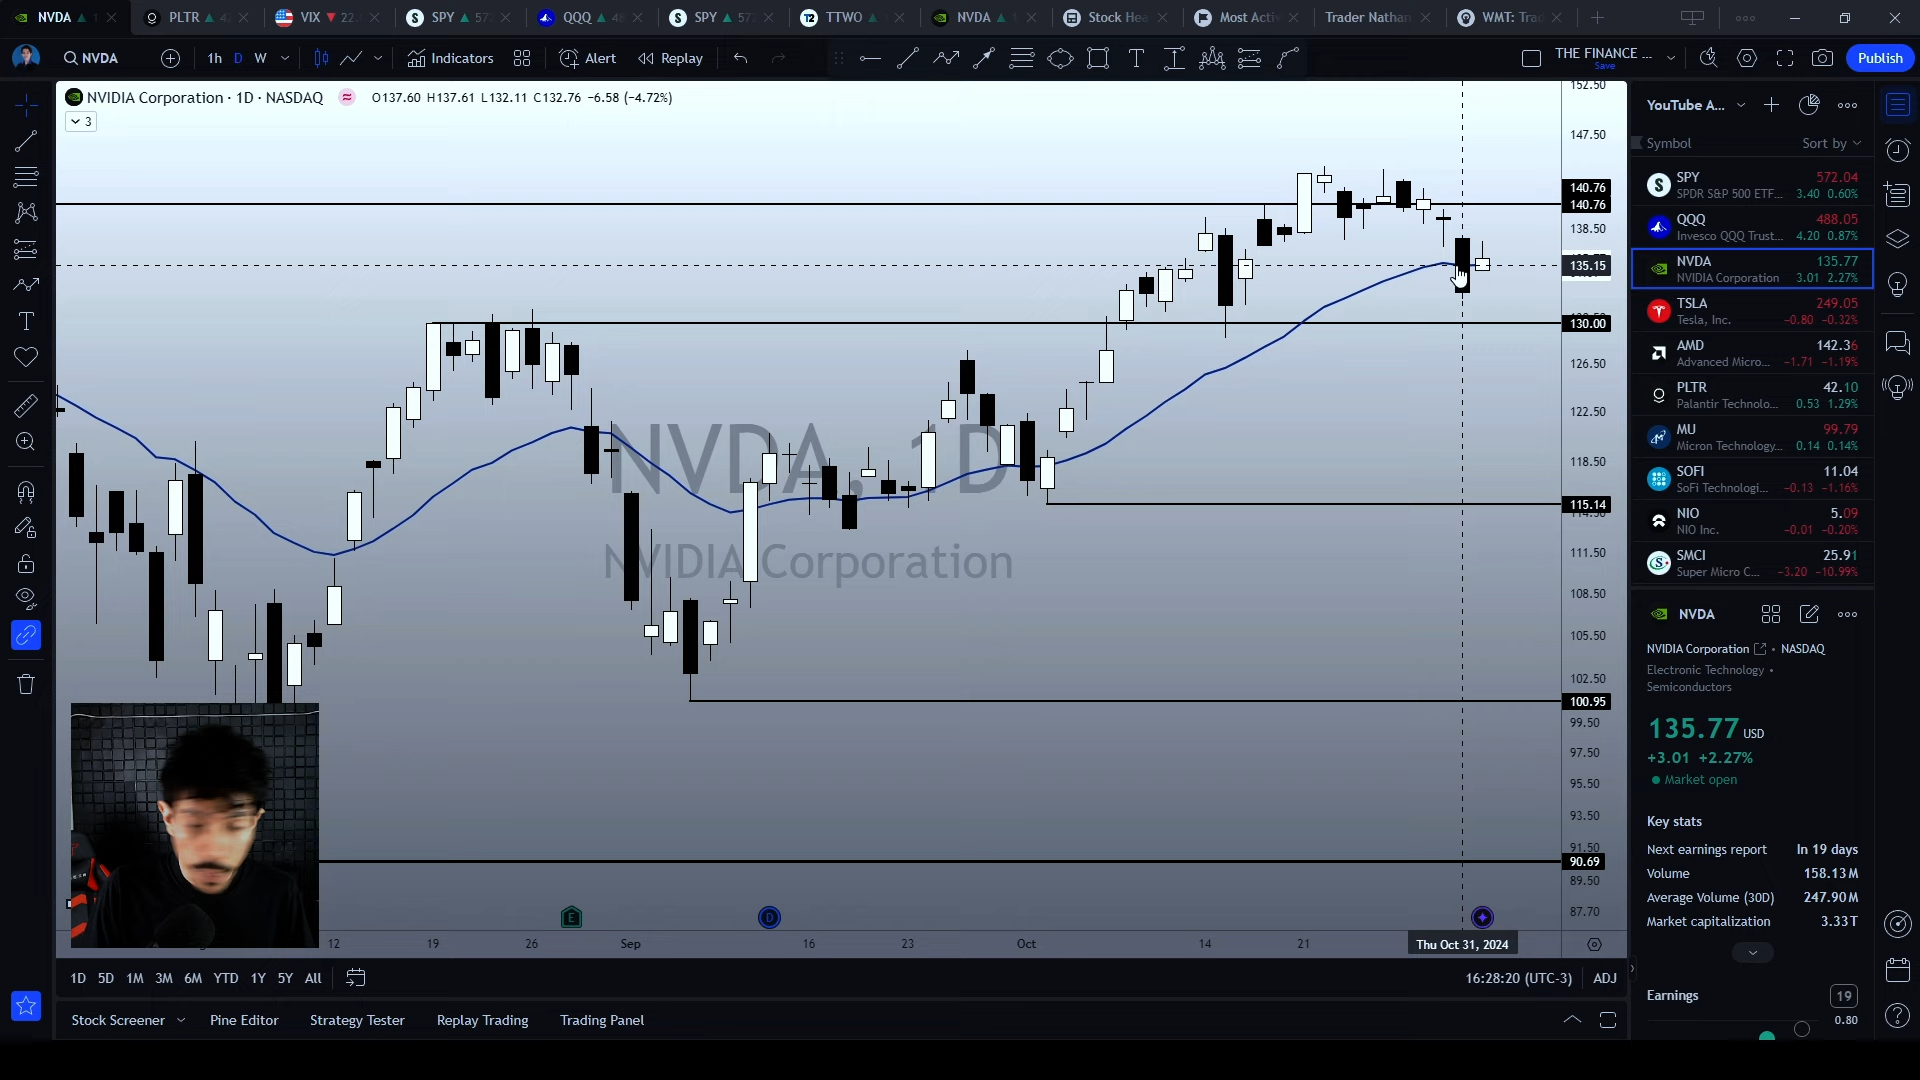 NVDA
PLTR
VIX 22.
SPY 57
QQQ 48
SPY 57
TTWO
NVDA
Stock Hea
Most Activ
Trader Nathan
WMT: Trad
NVDA
1h D W
Indicators
Alert
Replay
THE FINANCE ...
Save
Publish
NVIDIA Corporation · 1D · NASDAQ
O137.60 H137.61 L132.11 C132.76 −6.58 (−4.72%)
3
NVDA, 1D
NVIDIA Corporation
152.50
147.50
140.76
140.76
138.50
135.15
130.00
126.50
122.50
118.50
115.14
111.50
108.50
105.50
102.50
100.95
99.50
97.50
95.50
93.50
91.50
90.69
89.50
87.70
E
D
12 19 26 Sep 16 23 Oct 14 21
Thu Oct 31, 2024
1D 5D 1M 3M 6M YTD 1Y 5Y All
16:28:20 (UTC-3) ADJ
Stock Screener
Pine Editor
Strategy Tester
Replay Trading
Trading Panel
YouTube A...
Symbol Sort by
SPY 572.04
SPDR S&P 500 ETF... 3.40 0.60%
QQQ 488.05
Invesco QQQ Trust... 4.20 0.87%
NVDA 135.77
NVIDIA Corporation 3.01 2.27%
TSLA 249.05
Tesla, Inc. −0.80 −0.32%
AMD 142.36
Advanced Micro... −1.71 −1.19%
PLTR 42.10
Palantir Technolo... 0.53 1.29%
MU 99.79
Micron Technology... 0.14 0.14%
SOFI 11.04
SoFi Technologi... −0.13 −1.16%
NIO 5.09
NIO Inc. −0.01 −0.20%
SMCI 25.91
Super Micro C... −3.20 −10.99%
NVDA
NVIDIA Corporation • NASDAQ
Electronic Technology •
Semiconductors
135.77 USD
+3.01 +2.27%
Market open
Key stats
Next earnings report In 19 days
Volume 158.13M
Average Volume (30D) 247.90M
Market capitalization 3.33T
Earnings 19
0.80